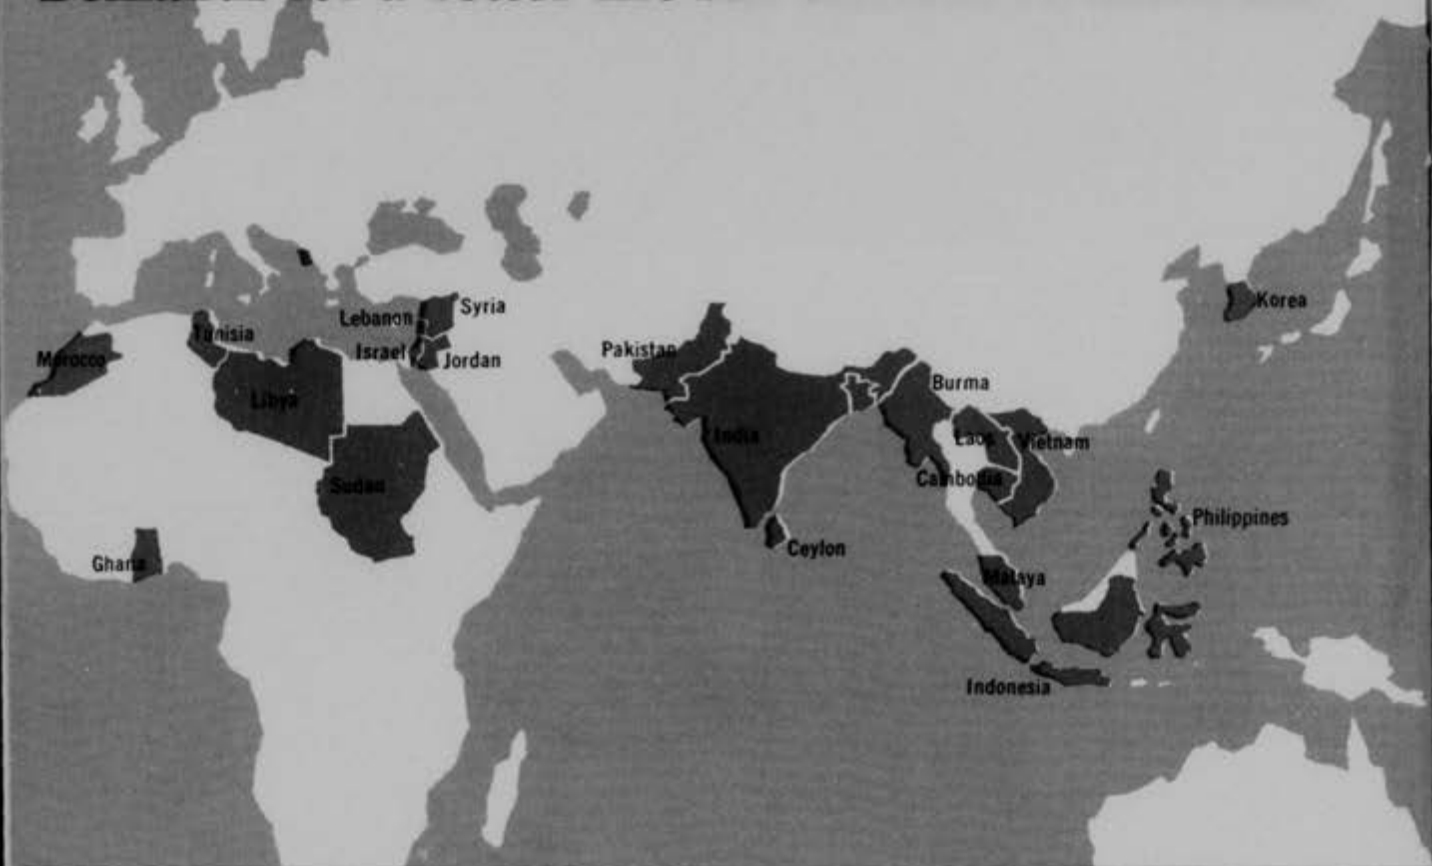 Syria
Lebanon
Korea
Tunisia
Israel
Jordan
Pakistan
Morocco
Burma
Libya
India
Laos
Vietnam
Cambodia
Sudan
Philippines
Ceylon
Ghana
Malaya
Indonesia